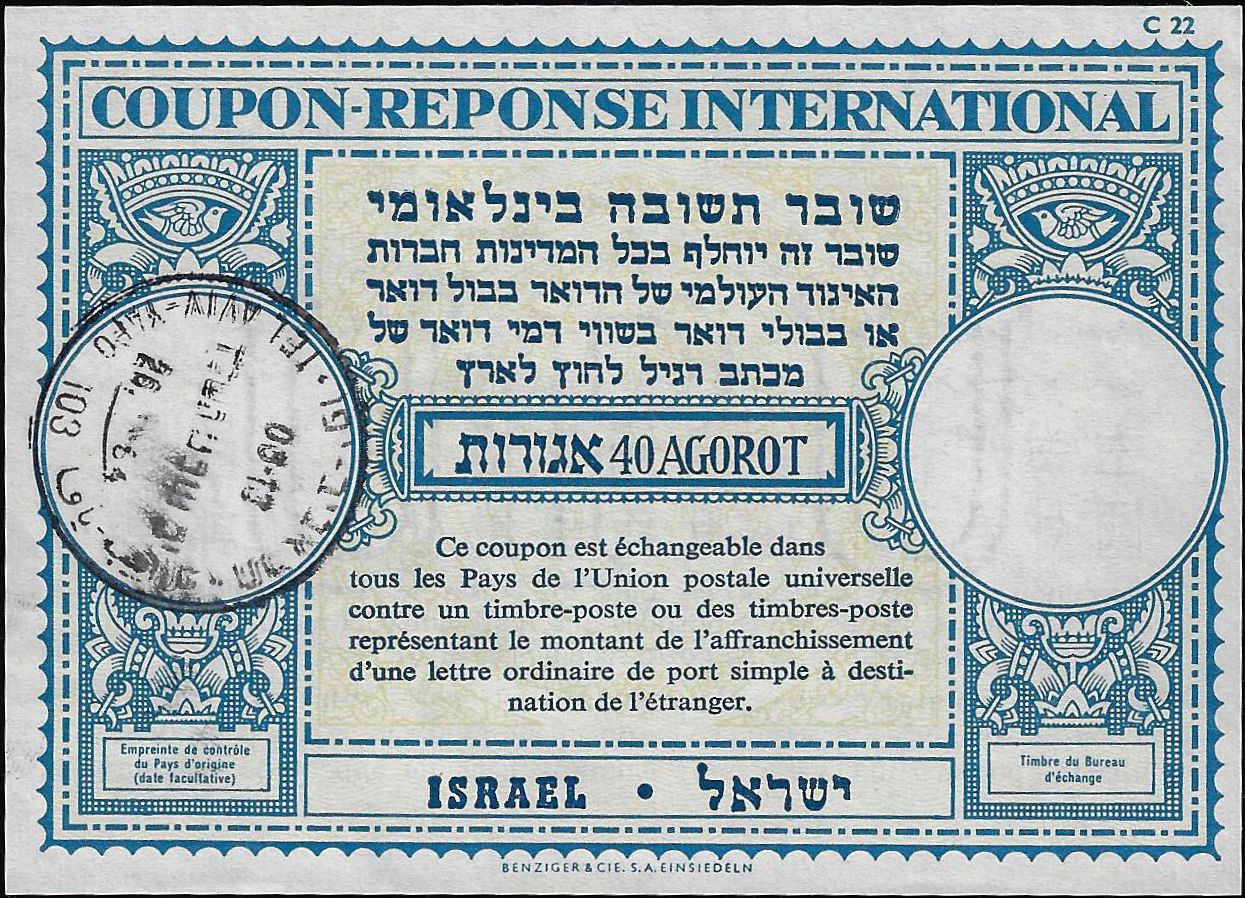 C 22
COUPON-REPONSE INTERNATIONAL
שובר תשובה בינלאומי
שובר זה יוחלף בכל המדינות חברות
האיגוד העולמי של הדואר בבול דואר
או בבולי דואר בשווי דמי דואר של
מכתב רגיל לחוץ לארץ
אגורות 40 AGOROT
Ce coupon est échangeable dans
tous les Pays de l'Union postale universelle
contre un timbre-poste ou des timbres-poste
représentant le montant de l'affranchissement
d'une lettre ordinaire de port simple à desti-
nation de l'étranger.
TEL AVIV-YAFO
103
Empreinte de contrôle
du Pays d'origine
(date facultative)
Timbre du Bureau
d'échange
ISRAEL • ישראל
BENZIGER & CIE. S.A. EINSIEDELN